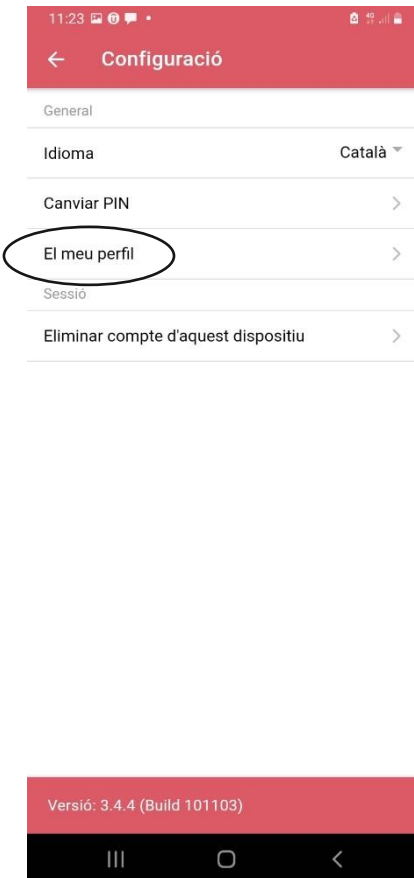 11:23
4G
Configuració
General
Idioma Català
Canviar PIN
El meu perfil
Sessió
Eliminar compte d'aquest dispositiu
Versió: 3.4.4 (Build 101103)